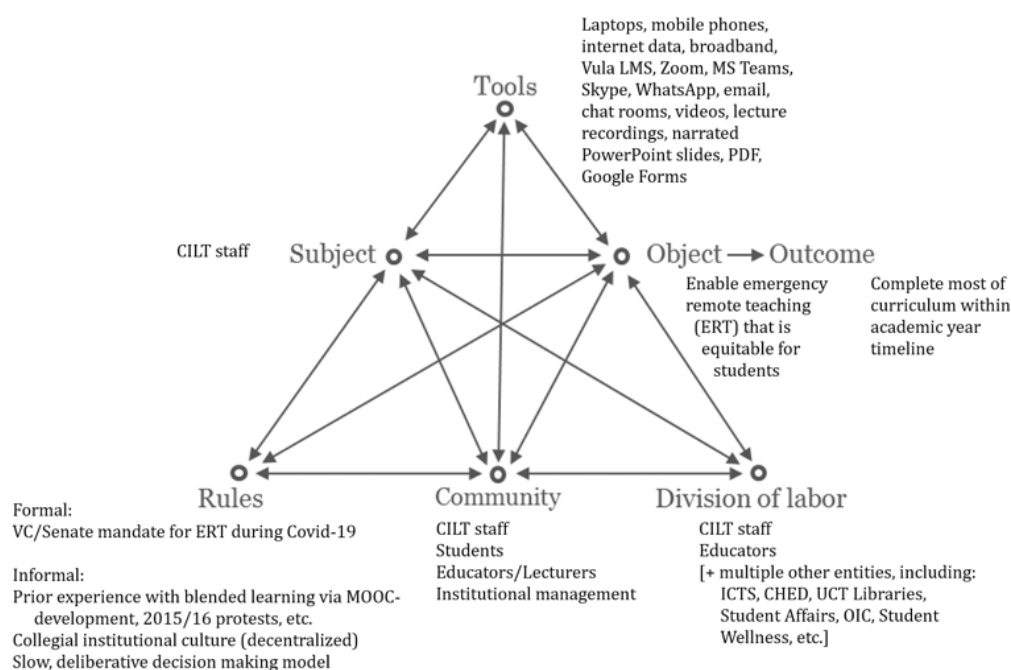 Laptops, mobile phones,
internet data, broadband,
Vula LMS, Zoom, MS Teams,
Skype, WhatsApp, email,
chat rooms, videos, lecture
recordings, narrated
PowerPoint slides, PDF,
Google Forms
Tools
CILT staff
Subject
Object
Outcome
Enable emergency
remote teaching
(ERT) that is
equitable for
students
Complete most of
curriculum within
academic year
timeline
Rules
Formal:
VC/Senate mandate for ERT during Covid-19
Informal:
Prior experience with blended learning via MOOC-
development, 2015/16 protests, etc.
Collegial institutional culture (decentralized)
Slow, deliberative decision making model
Community
CILT staff
Students
Educators/Lecturers
Institutional management
Division of labor
CILT staff
Educators
[+ multiple other entities, including:
ICTS, CHED, UCT Libraries,
Student Affairs, OIC, Student
Wellness, etc.]